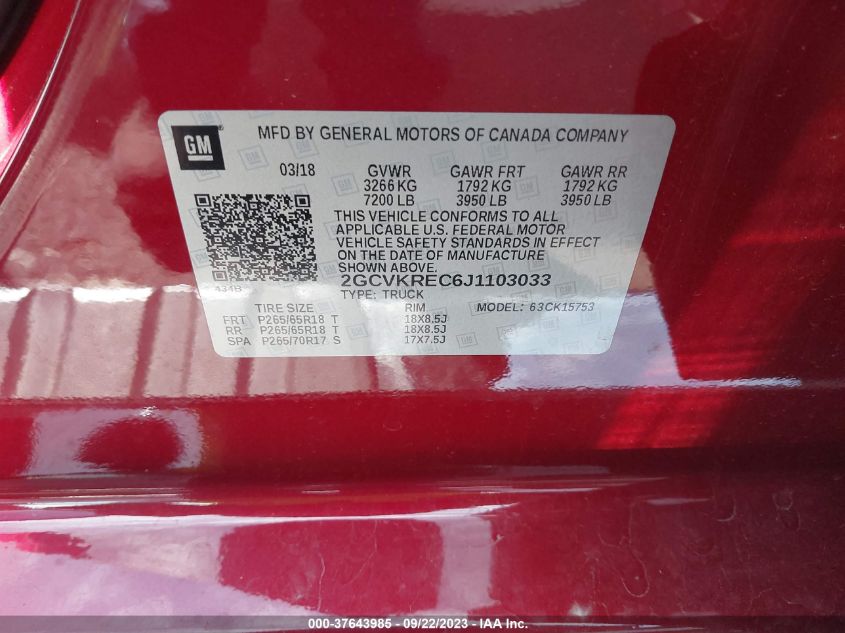 GM
MFD BY GENERAL MOTORS OF CANADA COMPANY
03/18 GVWR GAWR FRT GAWR RR
3266 KG 1792 KG 1792 KG
7200 LB 3950 LB 3950 LB
THIS VEHICLE CONFORMS TO ALL
APPLICABLE U.S. FEDERAL MOTOR
VEHICLE SAFETY STANDARDS IN EFFECT
ON THE DATE OF MANUFACTURE
SHOWN ABOVE.
434B 2GCVKREC6J1103033
TYPE: TRUCK
TIRE SIZE RIM MODEL: 63CK15753
FRT P265/65R18 T 18X8.5J
RR P265/65R18 T 18X8.5J
SPA P265/70R17 S 17X7.5J
000-37643985 - 09/22/2023 - IAAI.com